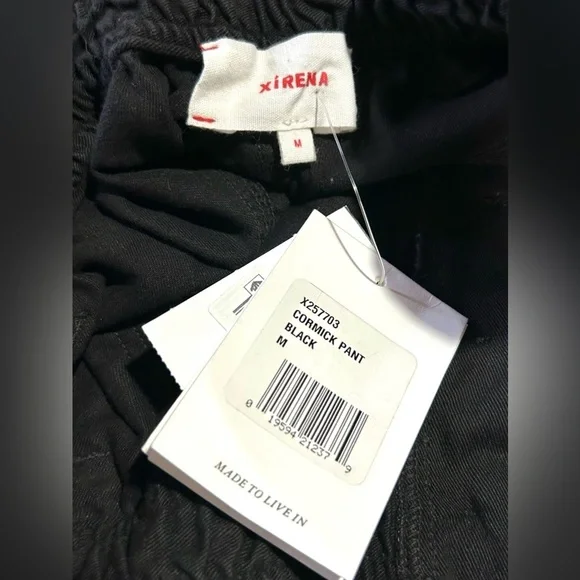 xiRENA
M
X257703
CORMICK PANT
BLACK
M
0 19594 21237 9
MADE TO LIVE IN